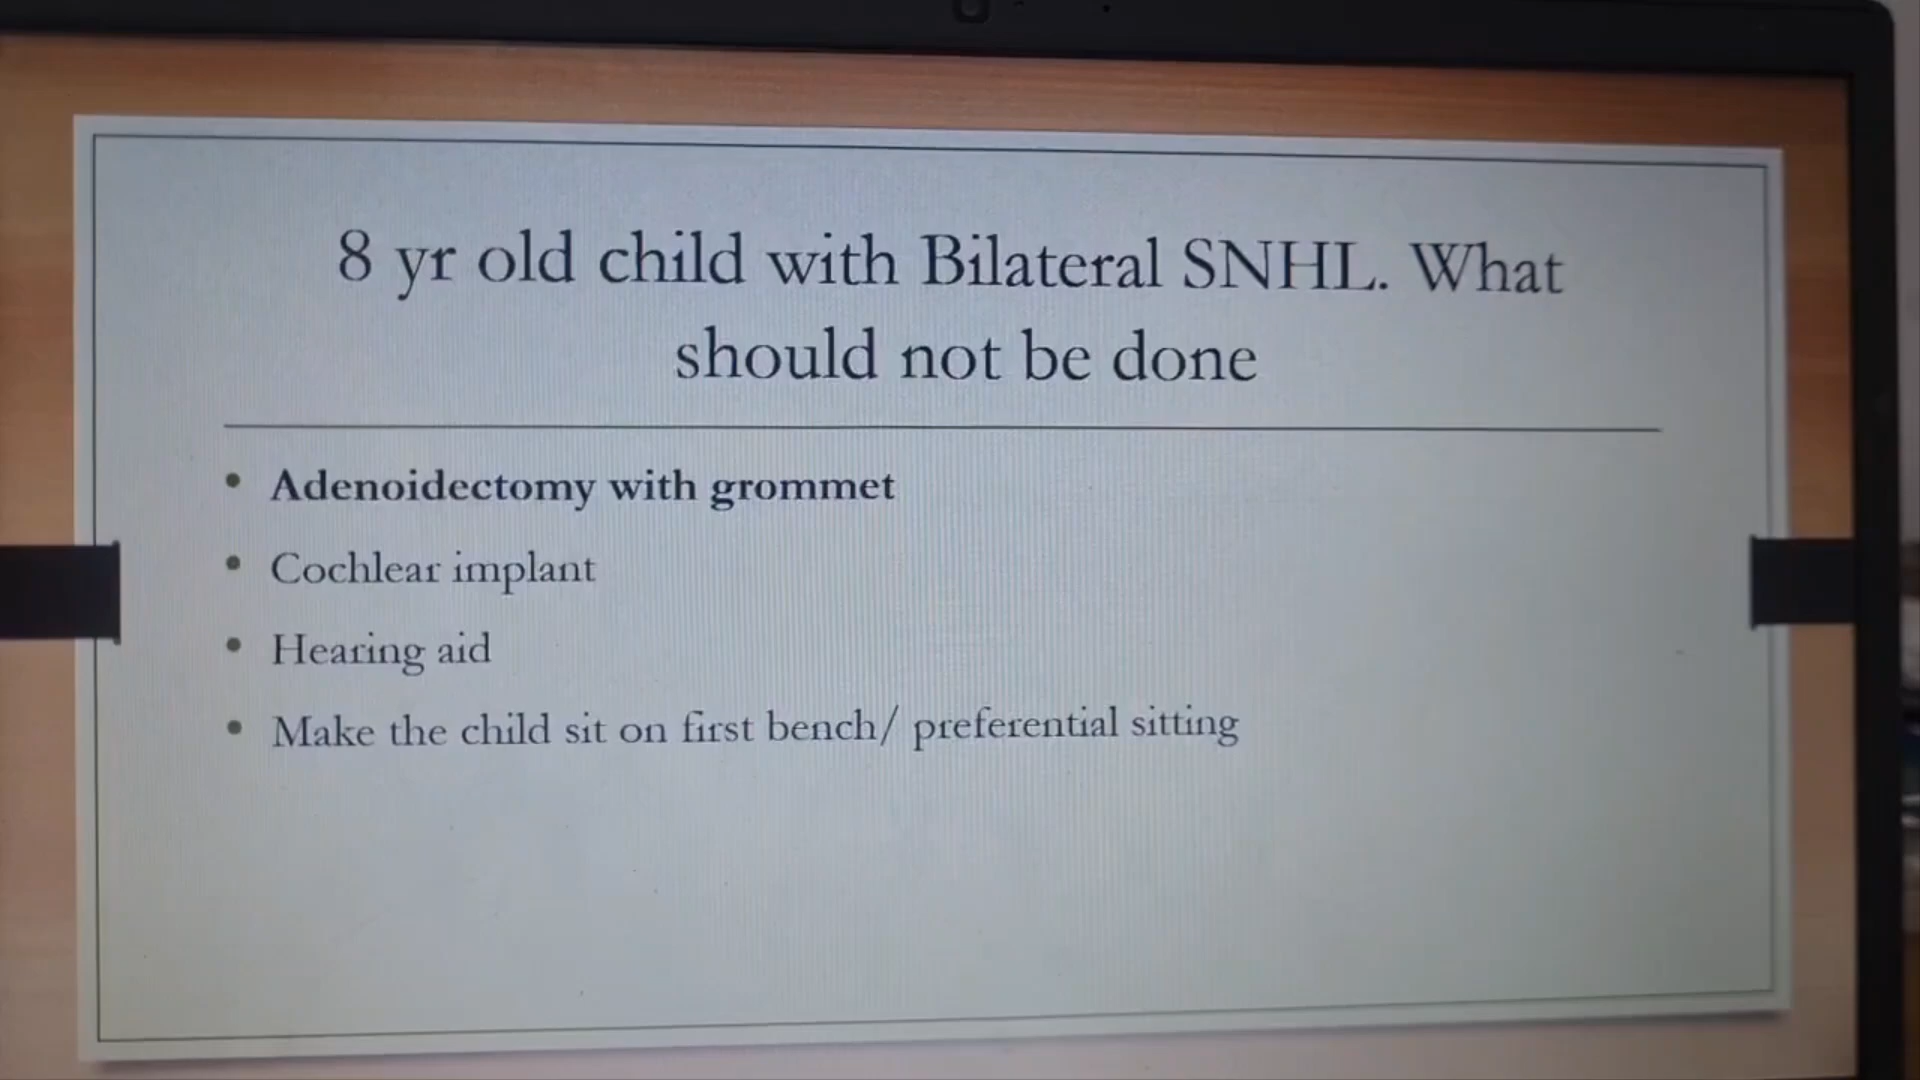 8 yr old child with Bilateral SNHL. What
should not be done
• Adenoidectomy with grommet
• Cochlear implant
• Hearing aid
• Make the child sit on first bench/ preferential sitting